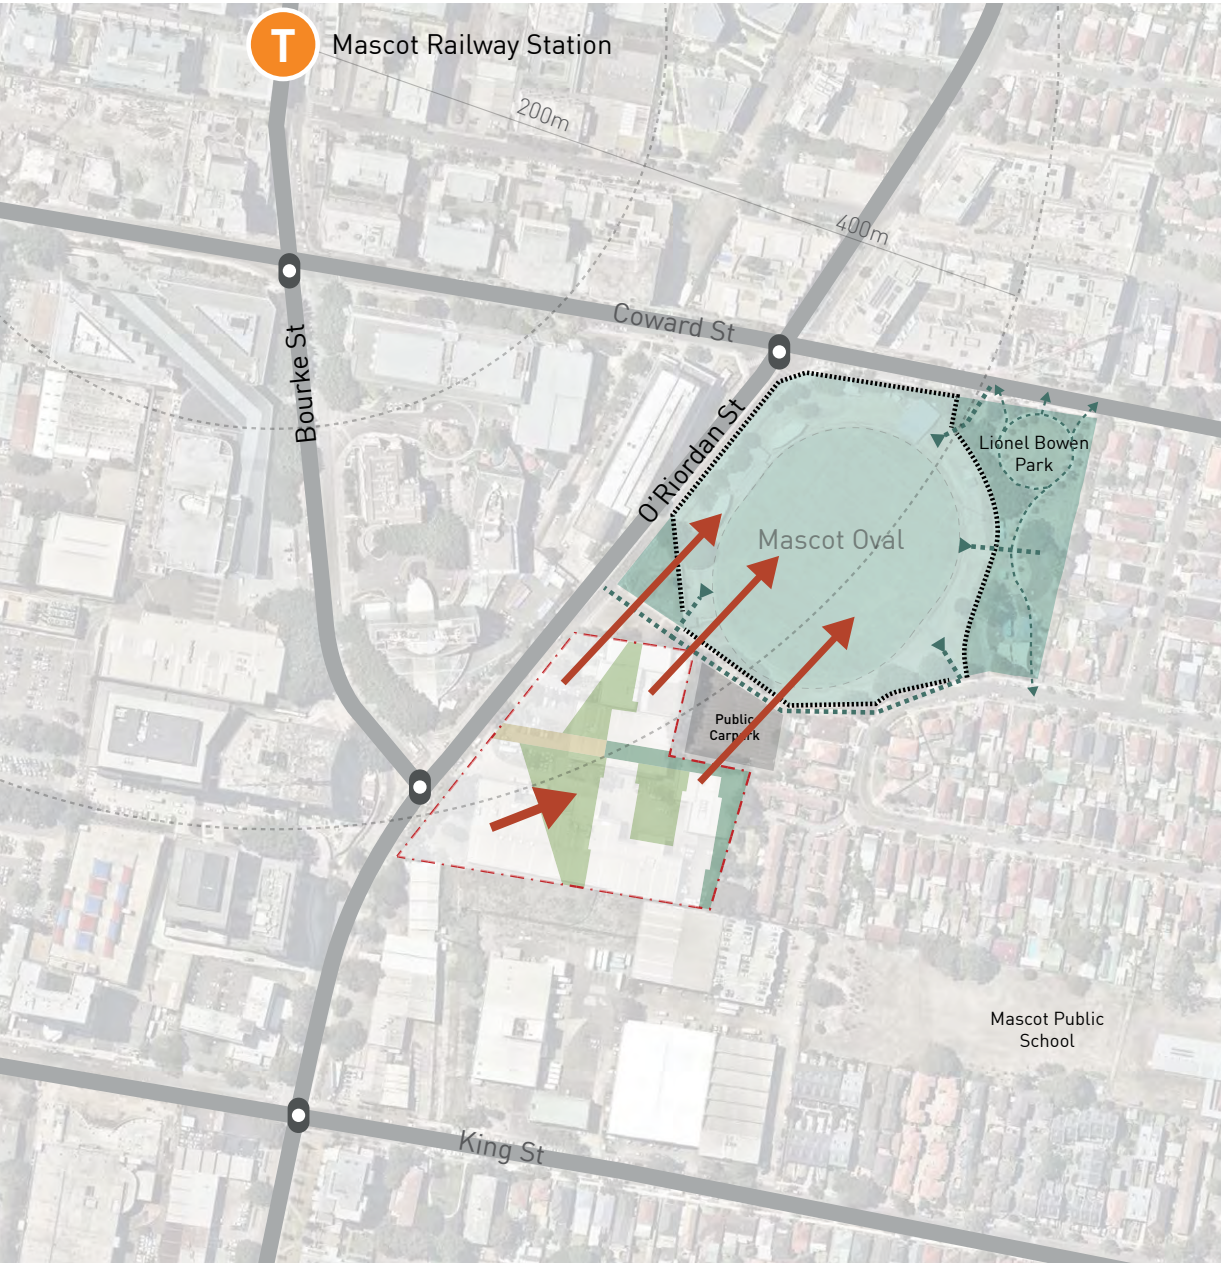 T
Mascot Railway Station
200m
400m
Coward St
Bourke St
O'Riordan St
Lionel Bowen
Park
Mascot Oval
Public
Carpark
Mascot Public
School
King St